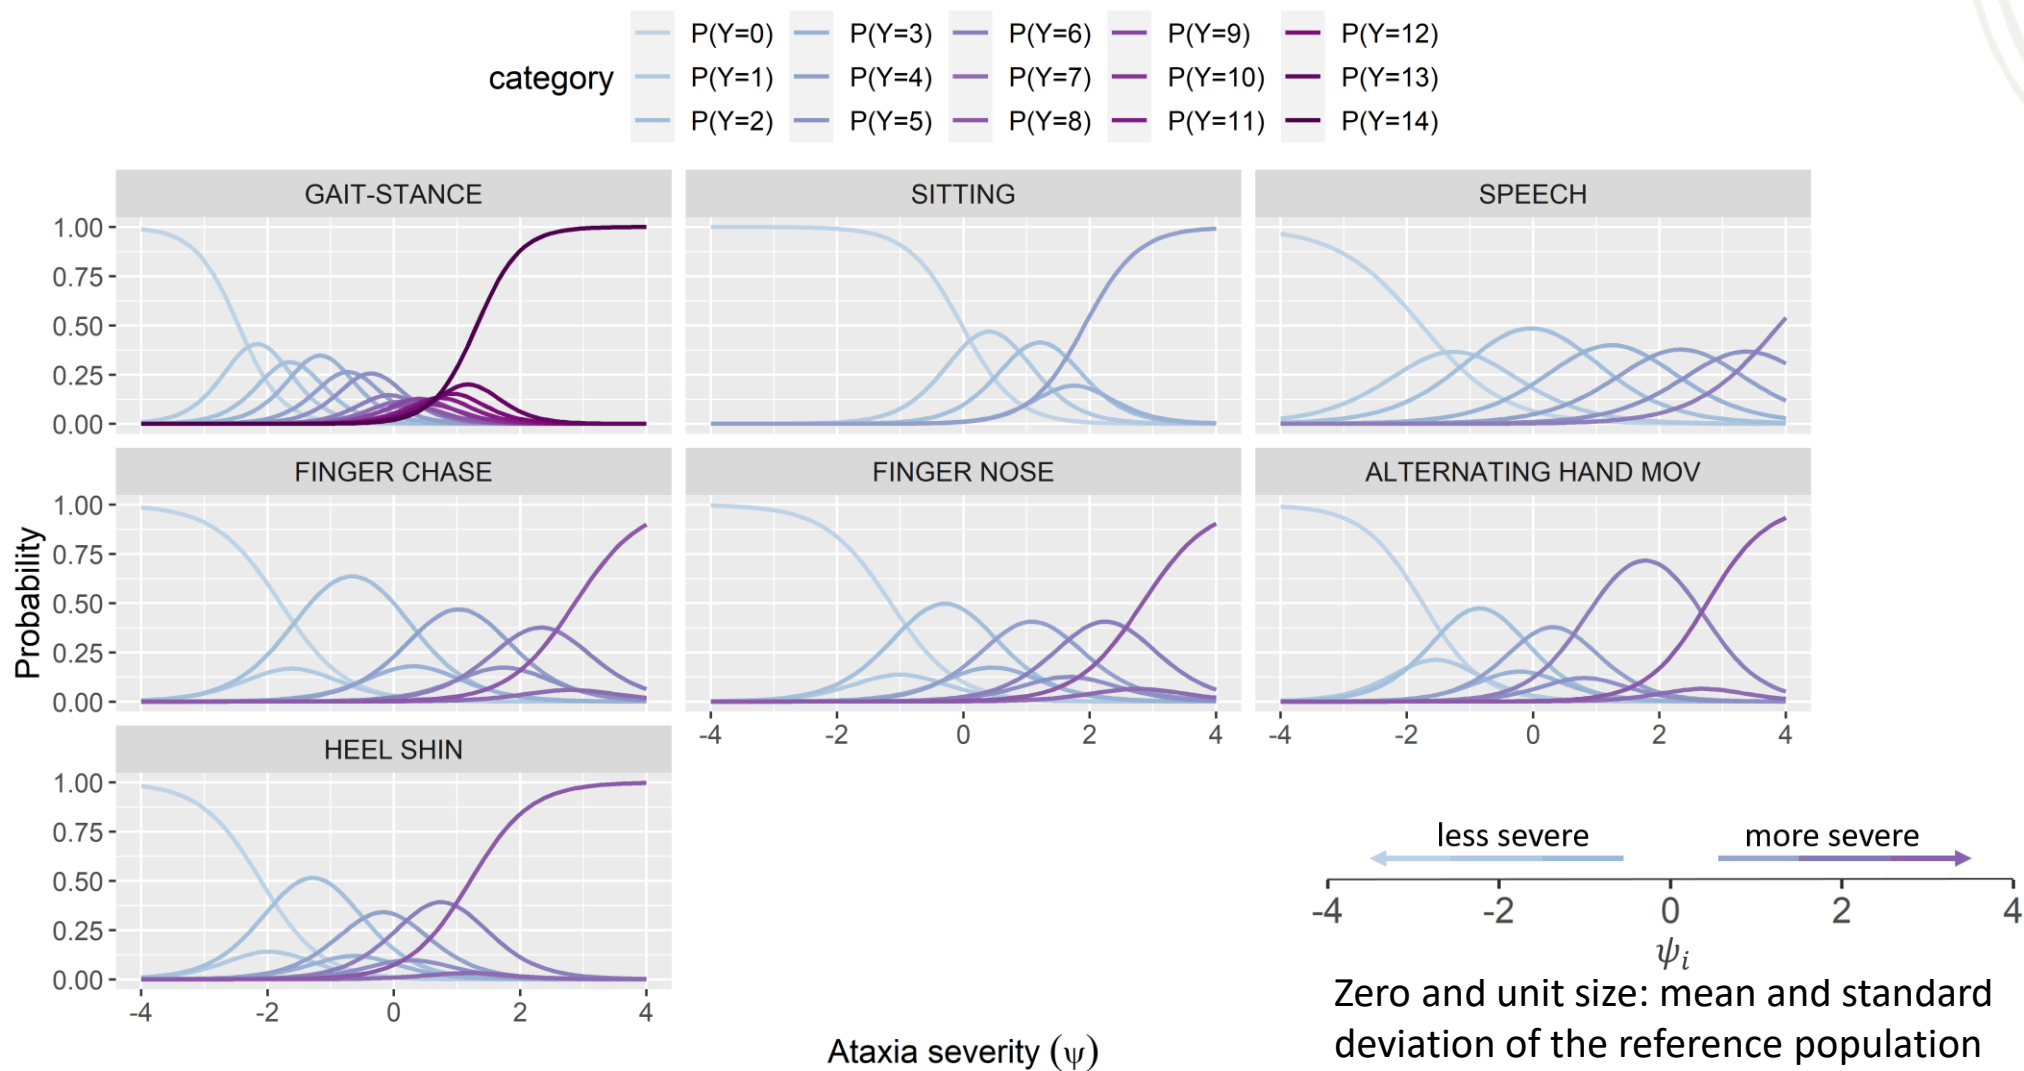 category
P(Y=0) P(Y=3) P(Y=6) P(Y=9) P(Y=12)
P(Y=1) P(Y=4) P(Y=7) P(Y=10) P(Y=13)
P(Y=2) P(Y=5) P(Y=8) P(Y=11) P(Y=14)
GAIT-STANCE SITTING SPEECH
1.00
0.75
0.50
0.25
0.00
FINGER CHASE FINGER NOSE ALTERNATING HAND MOV
1.00
0.75
0.50
0.25
0.00
-4 -2 0 2 4 -4 -2 0 2 4
HEEL SHIN
1.00
0.75
0.50
0.25
0.00
-4 -2 0 2 4
Probability
Ataxia severity (ψ)
less severe more severe
-4 -2 0 2 4
ψi
Zero and unit size: mean and standard
deviation of the reference population